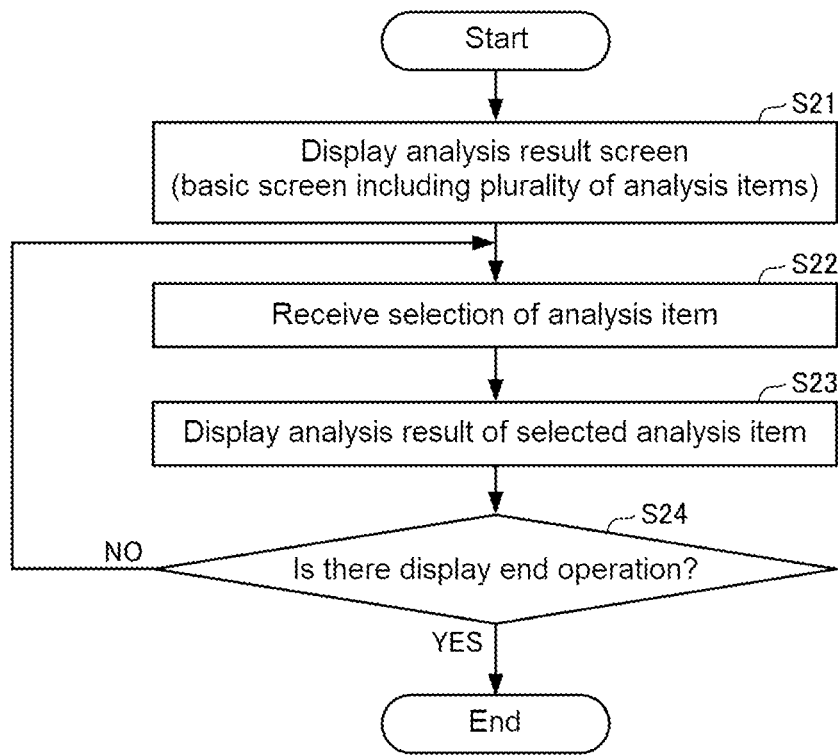 Start
S21
Display analysis result screen
(basic screen including plurality of analysis items)
S22
Receive selection of analysis item
S23
Display analysis result of selected analysis item
S24
NO
Is there display end operation?
YES
End